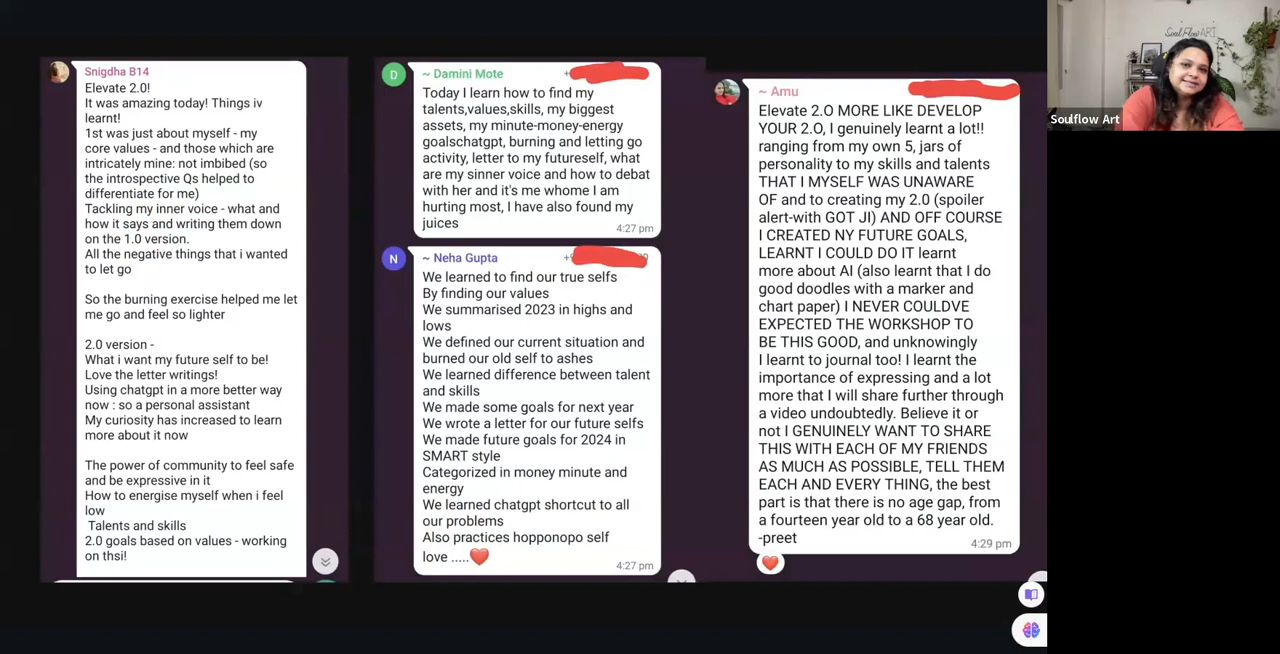 Snigdha B14
Elevate 2.0!
It was amazing today! Things iv
learnt!
1st was just about myself - my
core values - and those which are
intricately mine: not imbibed (so
the introspective Qs helped to
differentiate for me)
Tackling my inner voice - what and
how it says and writing them down
on the 1.0 version.
All the negative things that i wanted
to let go
So the burning exercise helped me let
me go and feel so lighter
2.0 version -
What i want my future self to be!
Love the letter writings!
Using chatgpt in a more better way
now : so a personal assistant
My curiosity has increased to learn
more about it now
The power of community to feel safe
and be expressive in it
How to energise myself when i feel
low
Talents and skills
2.0 goals based on values - working
on thsi!
D
~ Damini Mote
+
Today I learn how to find my
talents,values,skills, my biggest
assets, my minute-money-energy
goalschatgpt, burning and letting go
activity, letter to my futureself, what
are my sinner voice and how to debate
with her and it's me whome I am
hurting most, I have also found my
juices
4:27 pm
N
~ Neha Gupta
We learned to find our true selfs
By finding our values
We summarised 2023 in highs and
lows
We defined our current situation and
burned our old self to ashes
We learned difference between talent
and skills
We made some goals for next year
We wrote a letter for our future selfs
We made future goals for 2024 in
SMART style
Categorized in money minute and
energy
We learned chatgpt shortcut to all
our problems
Also practices hopponopo self
love .....❤️
4:27 pm
~ Amu
Elevate 2.O MORE LIKE DEVELOP
YOUR 2.O, I genuinely learnt a lot!!
ranging from my own 5, jars of
personality to my skills and talents
THAT I MYSELF WAS UNAWARE
OF and to creating my 2.0 (spoiler
alert-with GOT JI) AND OFF COURSE
I CREATED NY FUTURE GOALS,
LEARNT I COULD DO IT learnt
more about AI (also learnt that I do
good doodles with a marker and
chart paper) I NEVER COULDVE
EXPECTED THE WORKSHOP TO
BE THIS GOOD, and unknowingly
I learnt to journal too! I learnt the
importance of expressing and a lot
more that I will share further through
a video undoubtedly. Believe it or
not I GENUINELY WANT TO SHARE
THIS WITH EACH OF MY FRIENDS
AS MUCH AS POSSIBLE, TELL THEM
EACH AND EVERY THING, the best
part is that there is no age gap, from
a fourteen year old to a 68 year old.
-preet
4:29 pm
Soul Flow ART
Soulflow Art